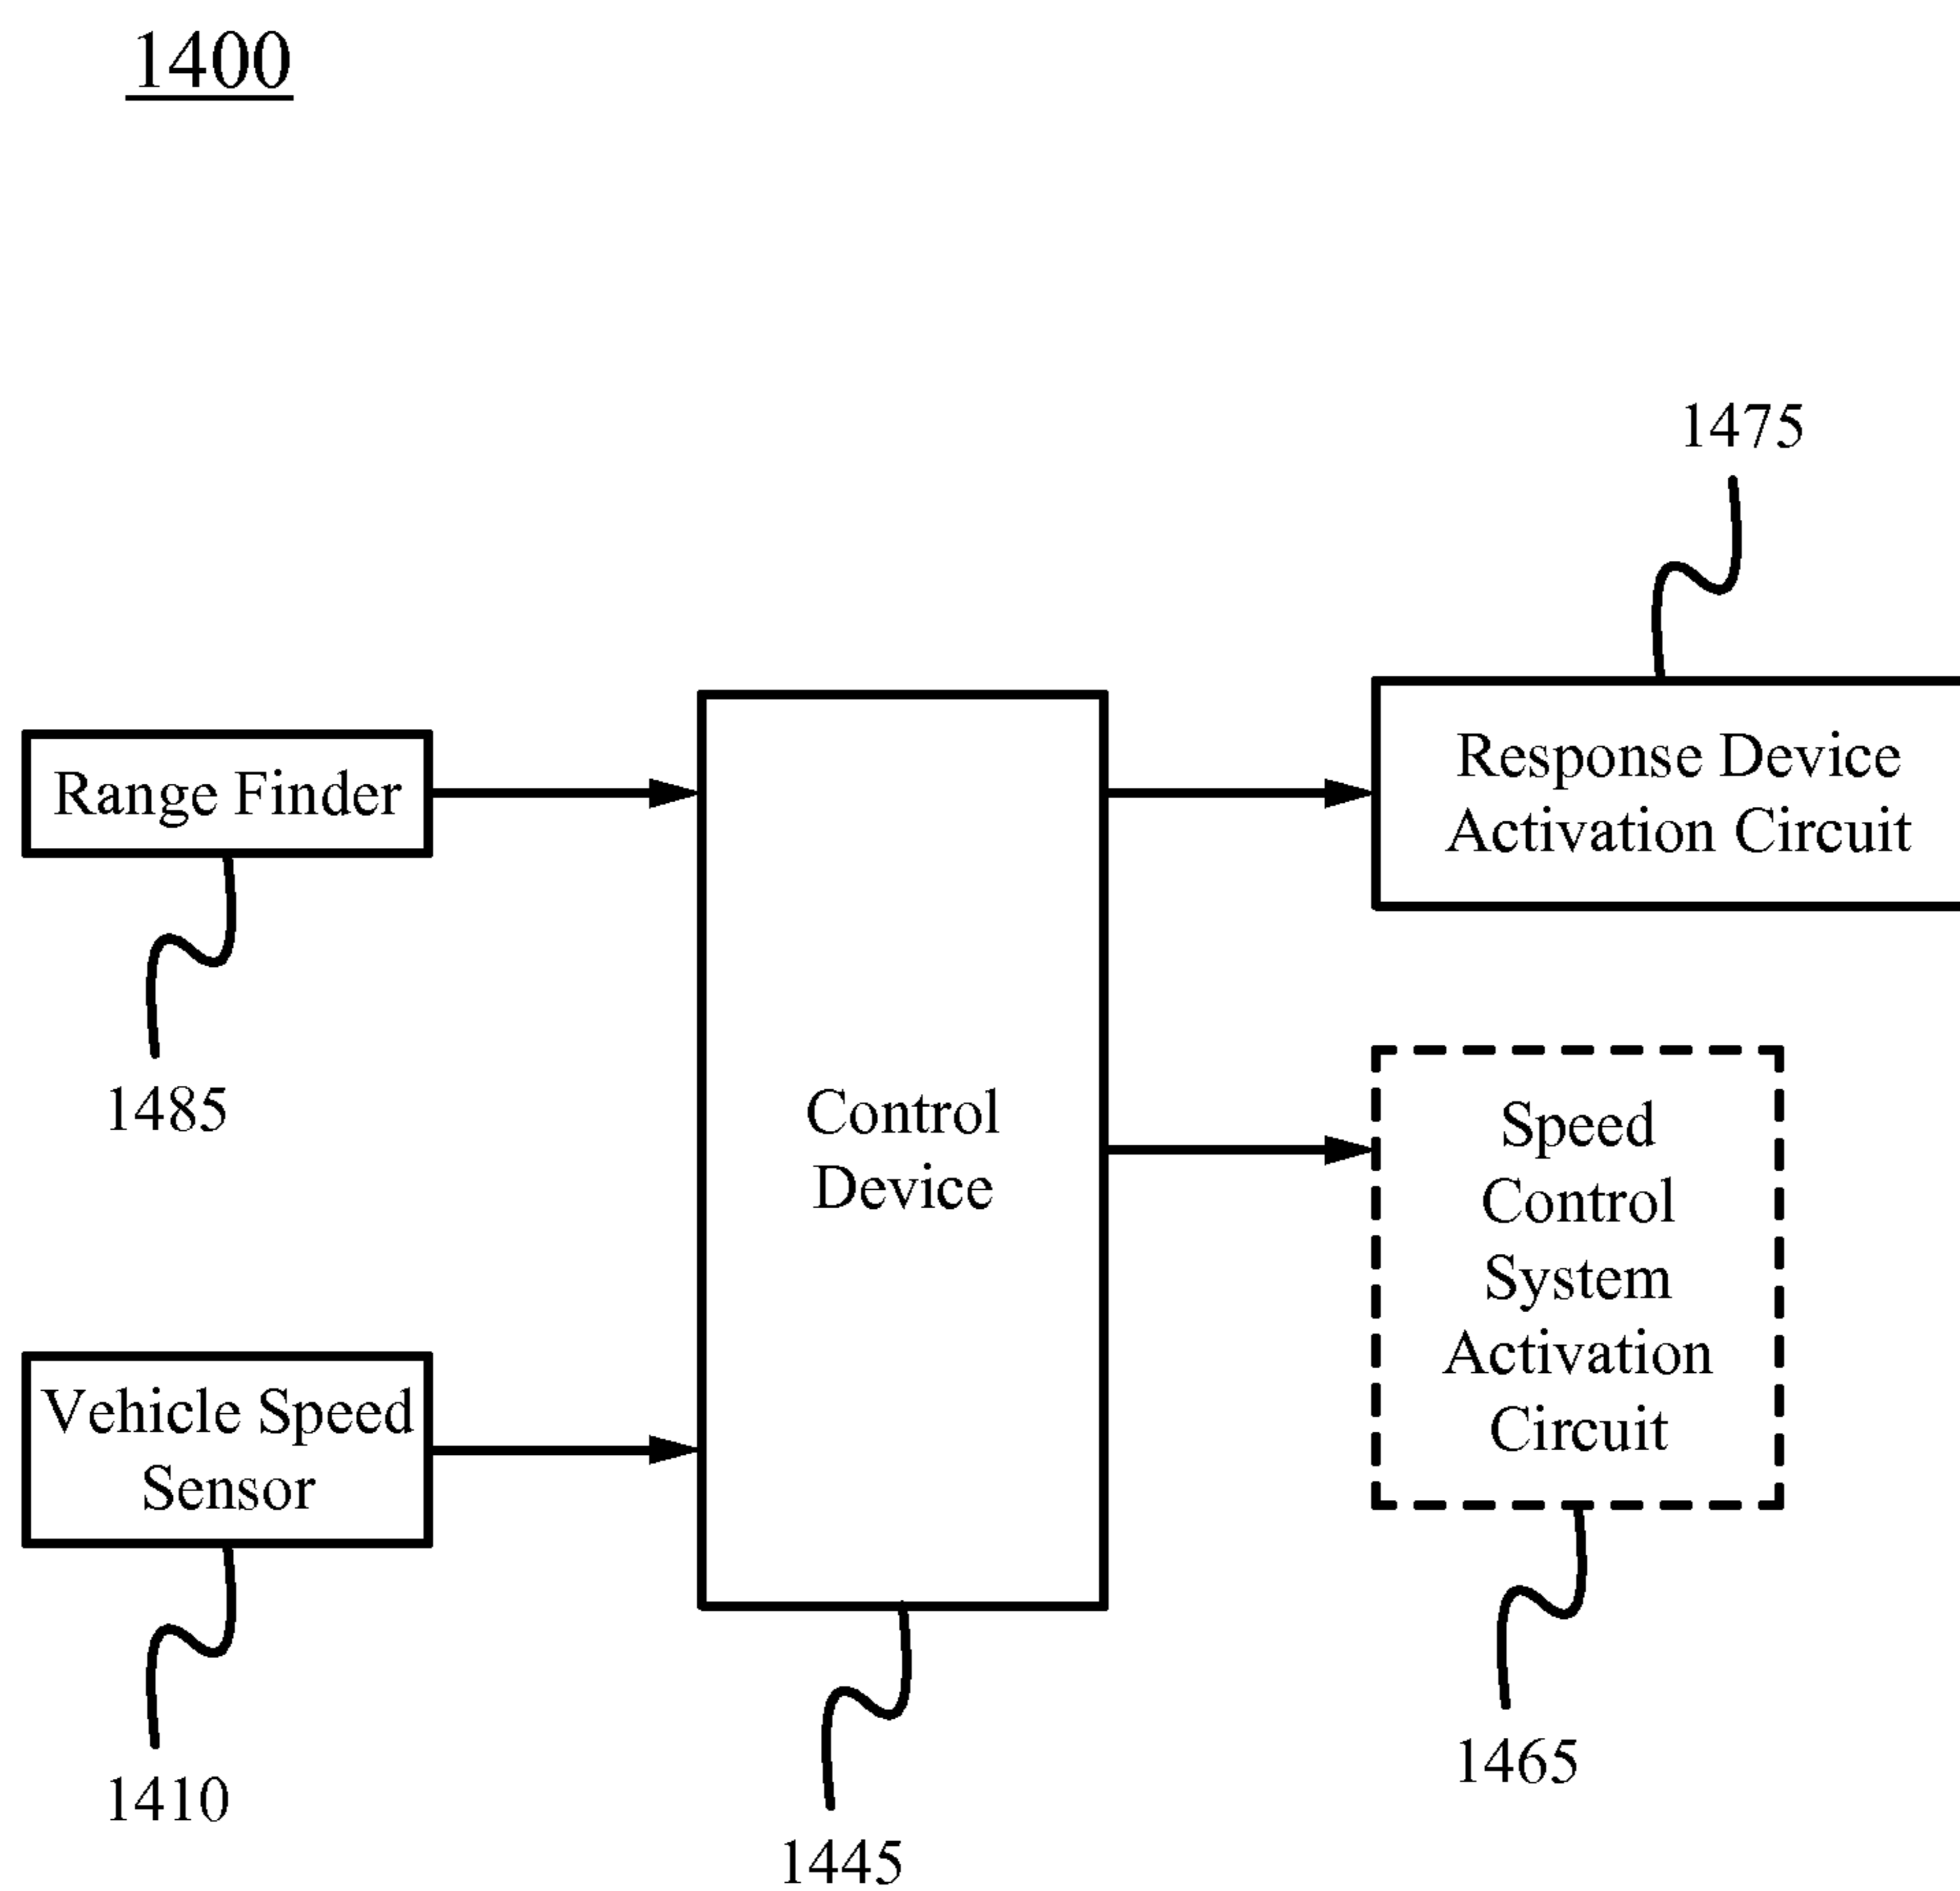 1400
1475
Range Finder
Response Device
Activation Circuit
1485
Control
Device
Speed
Control
System
Activation
Circuit
Vehicle Speed
Sensor
1410
1445
1465